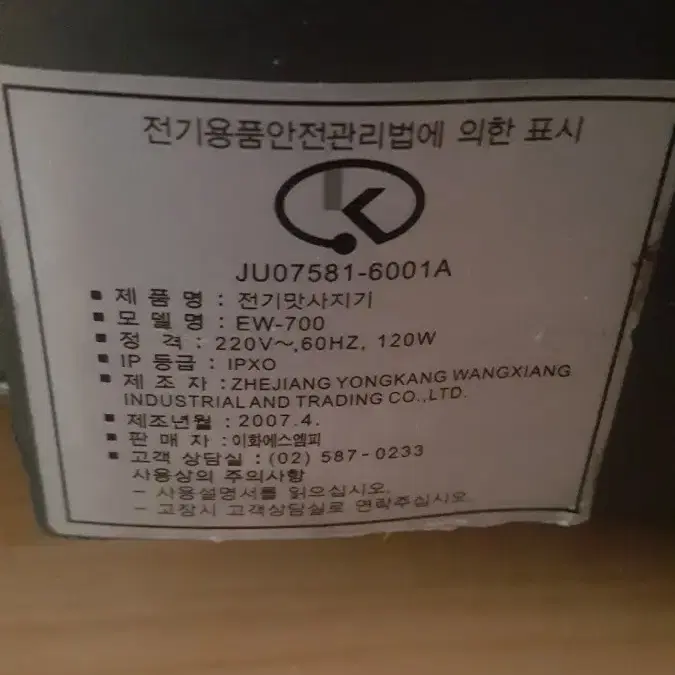 전기용품안전관리법에 의한 표시
JU07581-6001A
■ 제 품 명 : 전기맛사지기
■ 모 델 명 : EW-700
■ 정 격 : 220V~,60HZ, 120W
■ IP 등급 : IPXO
■ 제 조 자 : ZHEJIANG YONGKANG WANGXIANG
INDUSTRIALAND TRADING CO.,LTD.
■ 제조년월 : 2007.4.
■ 판 매 자 : 이화에스엠피
■ 고객 상담실 : (02) 587-0233
사용상의 주의사항
- 사용설명서를 읽으십시오.
- 고장시 고객상담실로 연락주십시오.